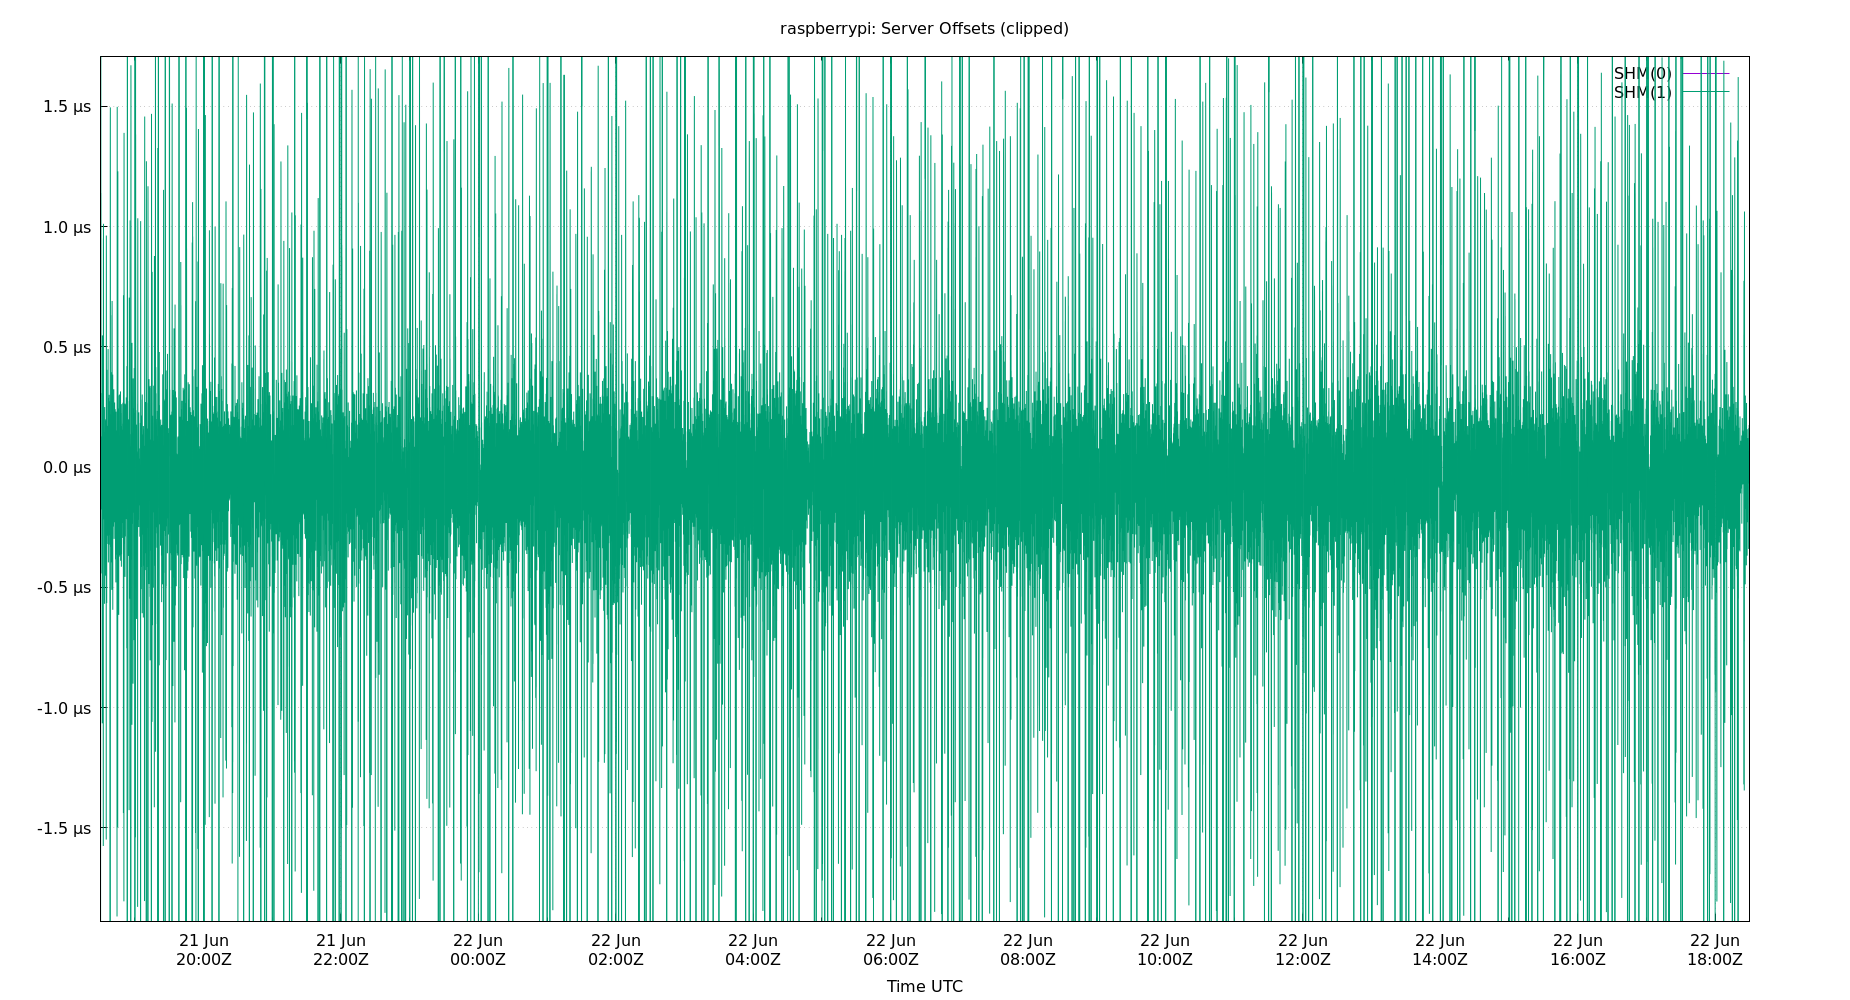 raspberrypi: Server Offsets (clipped)
SHM(0)
SHM(1)
1.5 µs
1.0 µs
0.5 µs
0.0 µs
-0.5 µs
-1.0 µs
-1.5 µs
21 Jun 21 Jun 22 Jun 22 Jun 22 Jun 22 Jun 22 Jun 22 Jun 22 Jun 22 Jun 22 Jun 22 Jun
20:00Z 22:00Z 00:00Z 02:00Z 04:00Z 06:00Z 08:00Z 10:00Z 12:00Z 14:00Z 16:00Z 18:00Z
Time UTC